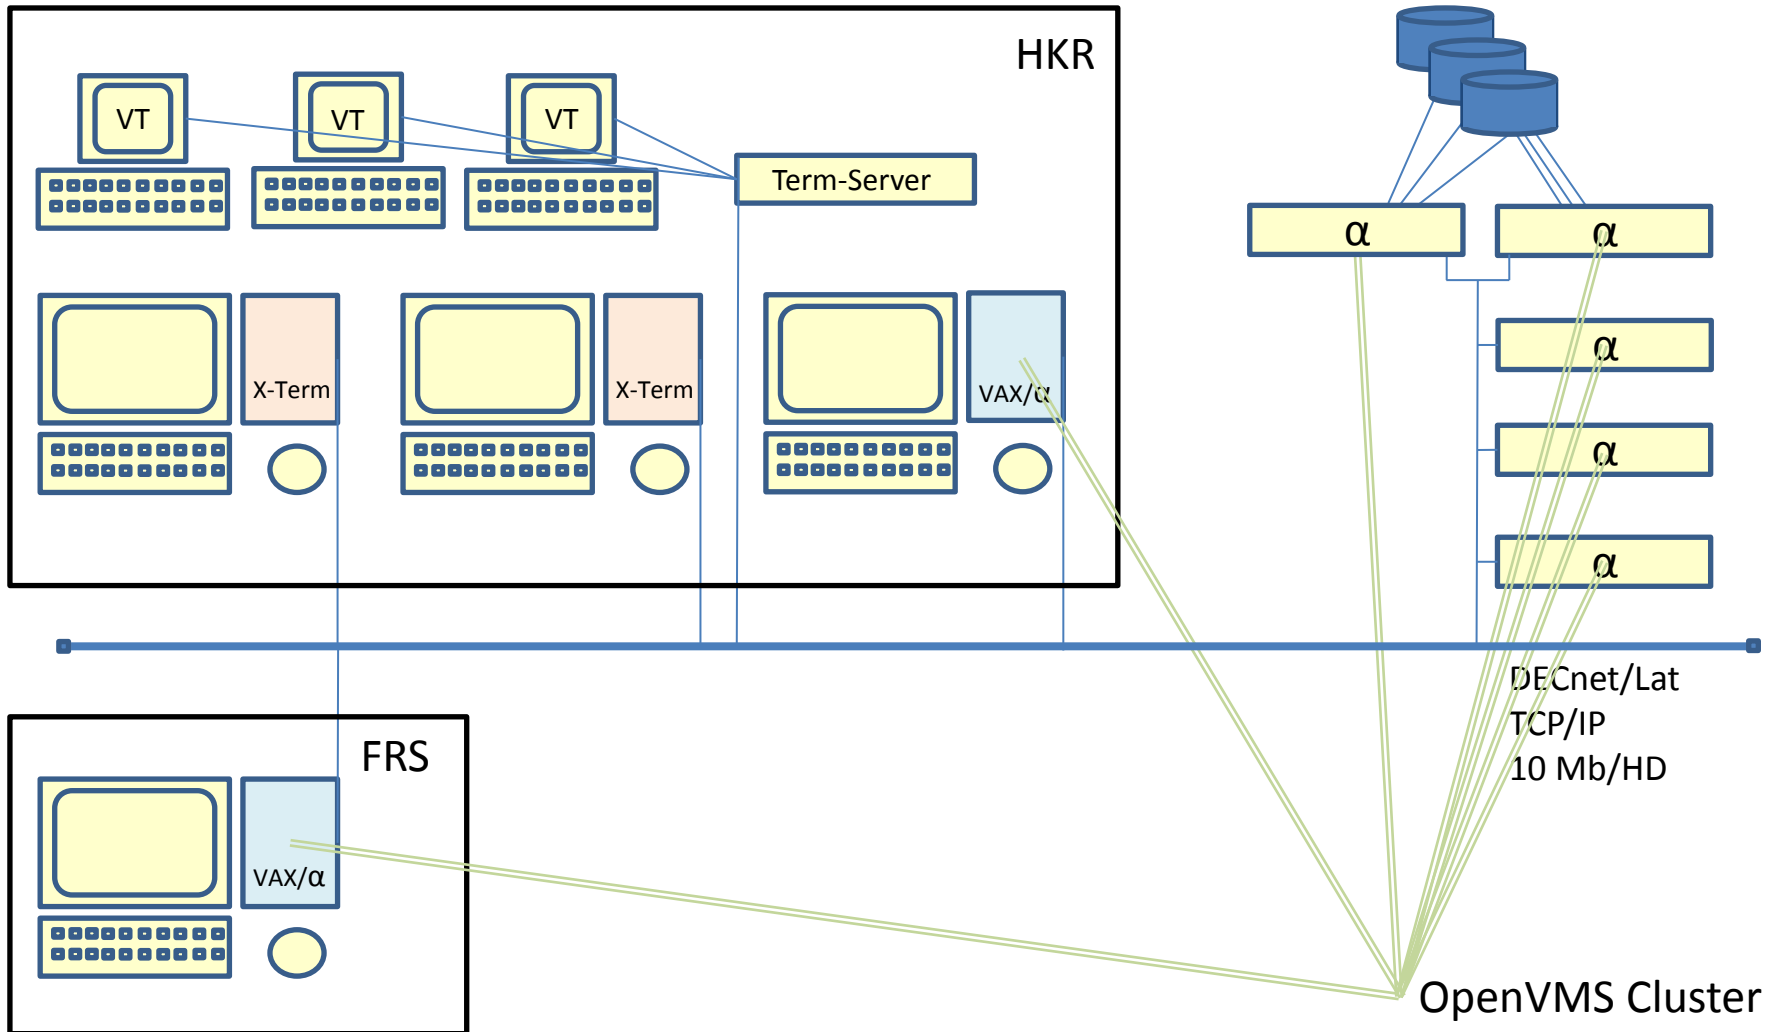 HKR
VT
VT
VT
Term-Server
α
α
X-Term
X-Term
VAX/α
α
α
α
DECnet/Lat
TCP/IP
10 Mb/HD
FRS
VAX/α
OpenVMS Cluster